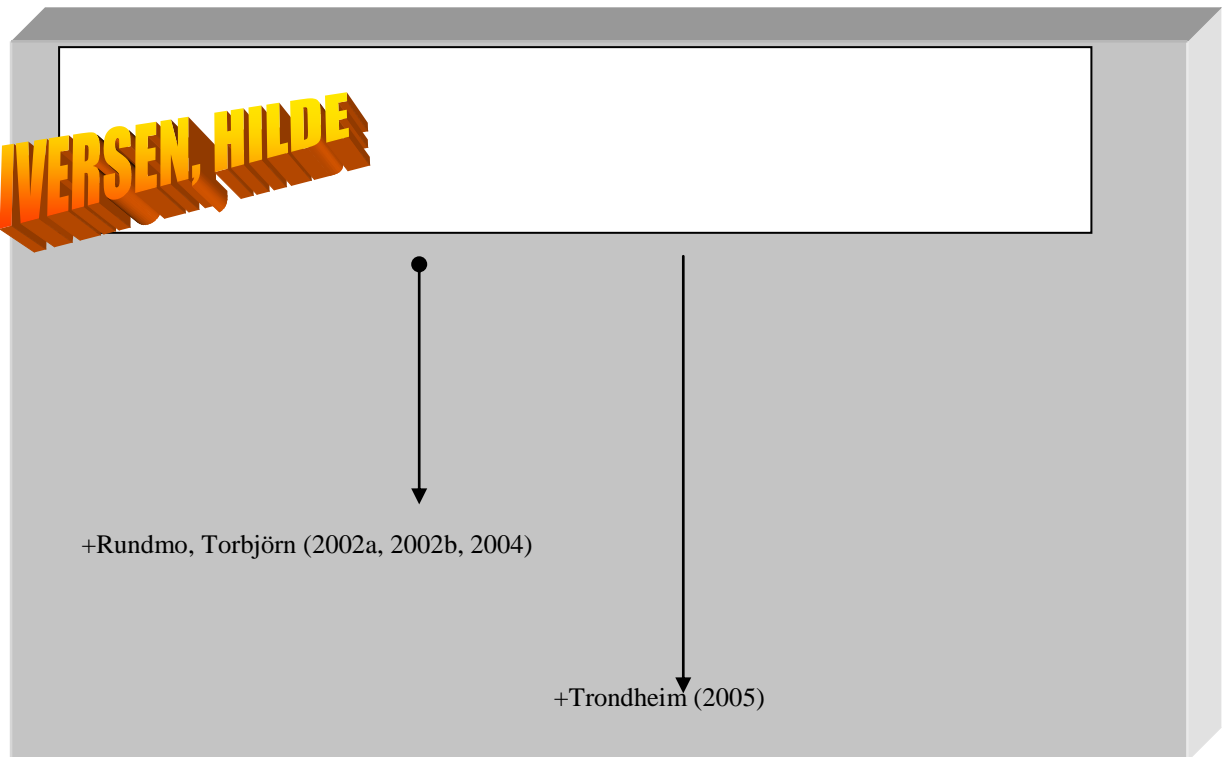 IVERSEN, HILDE
+Rundmo, Torbjörn (2002a, 2002b, 2004)
+Trondheim (2005)